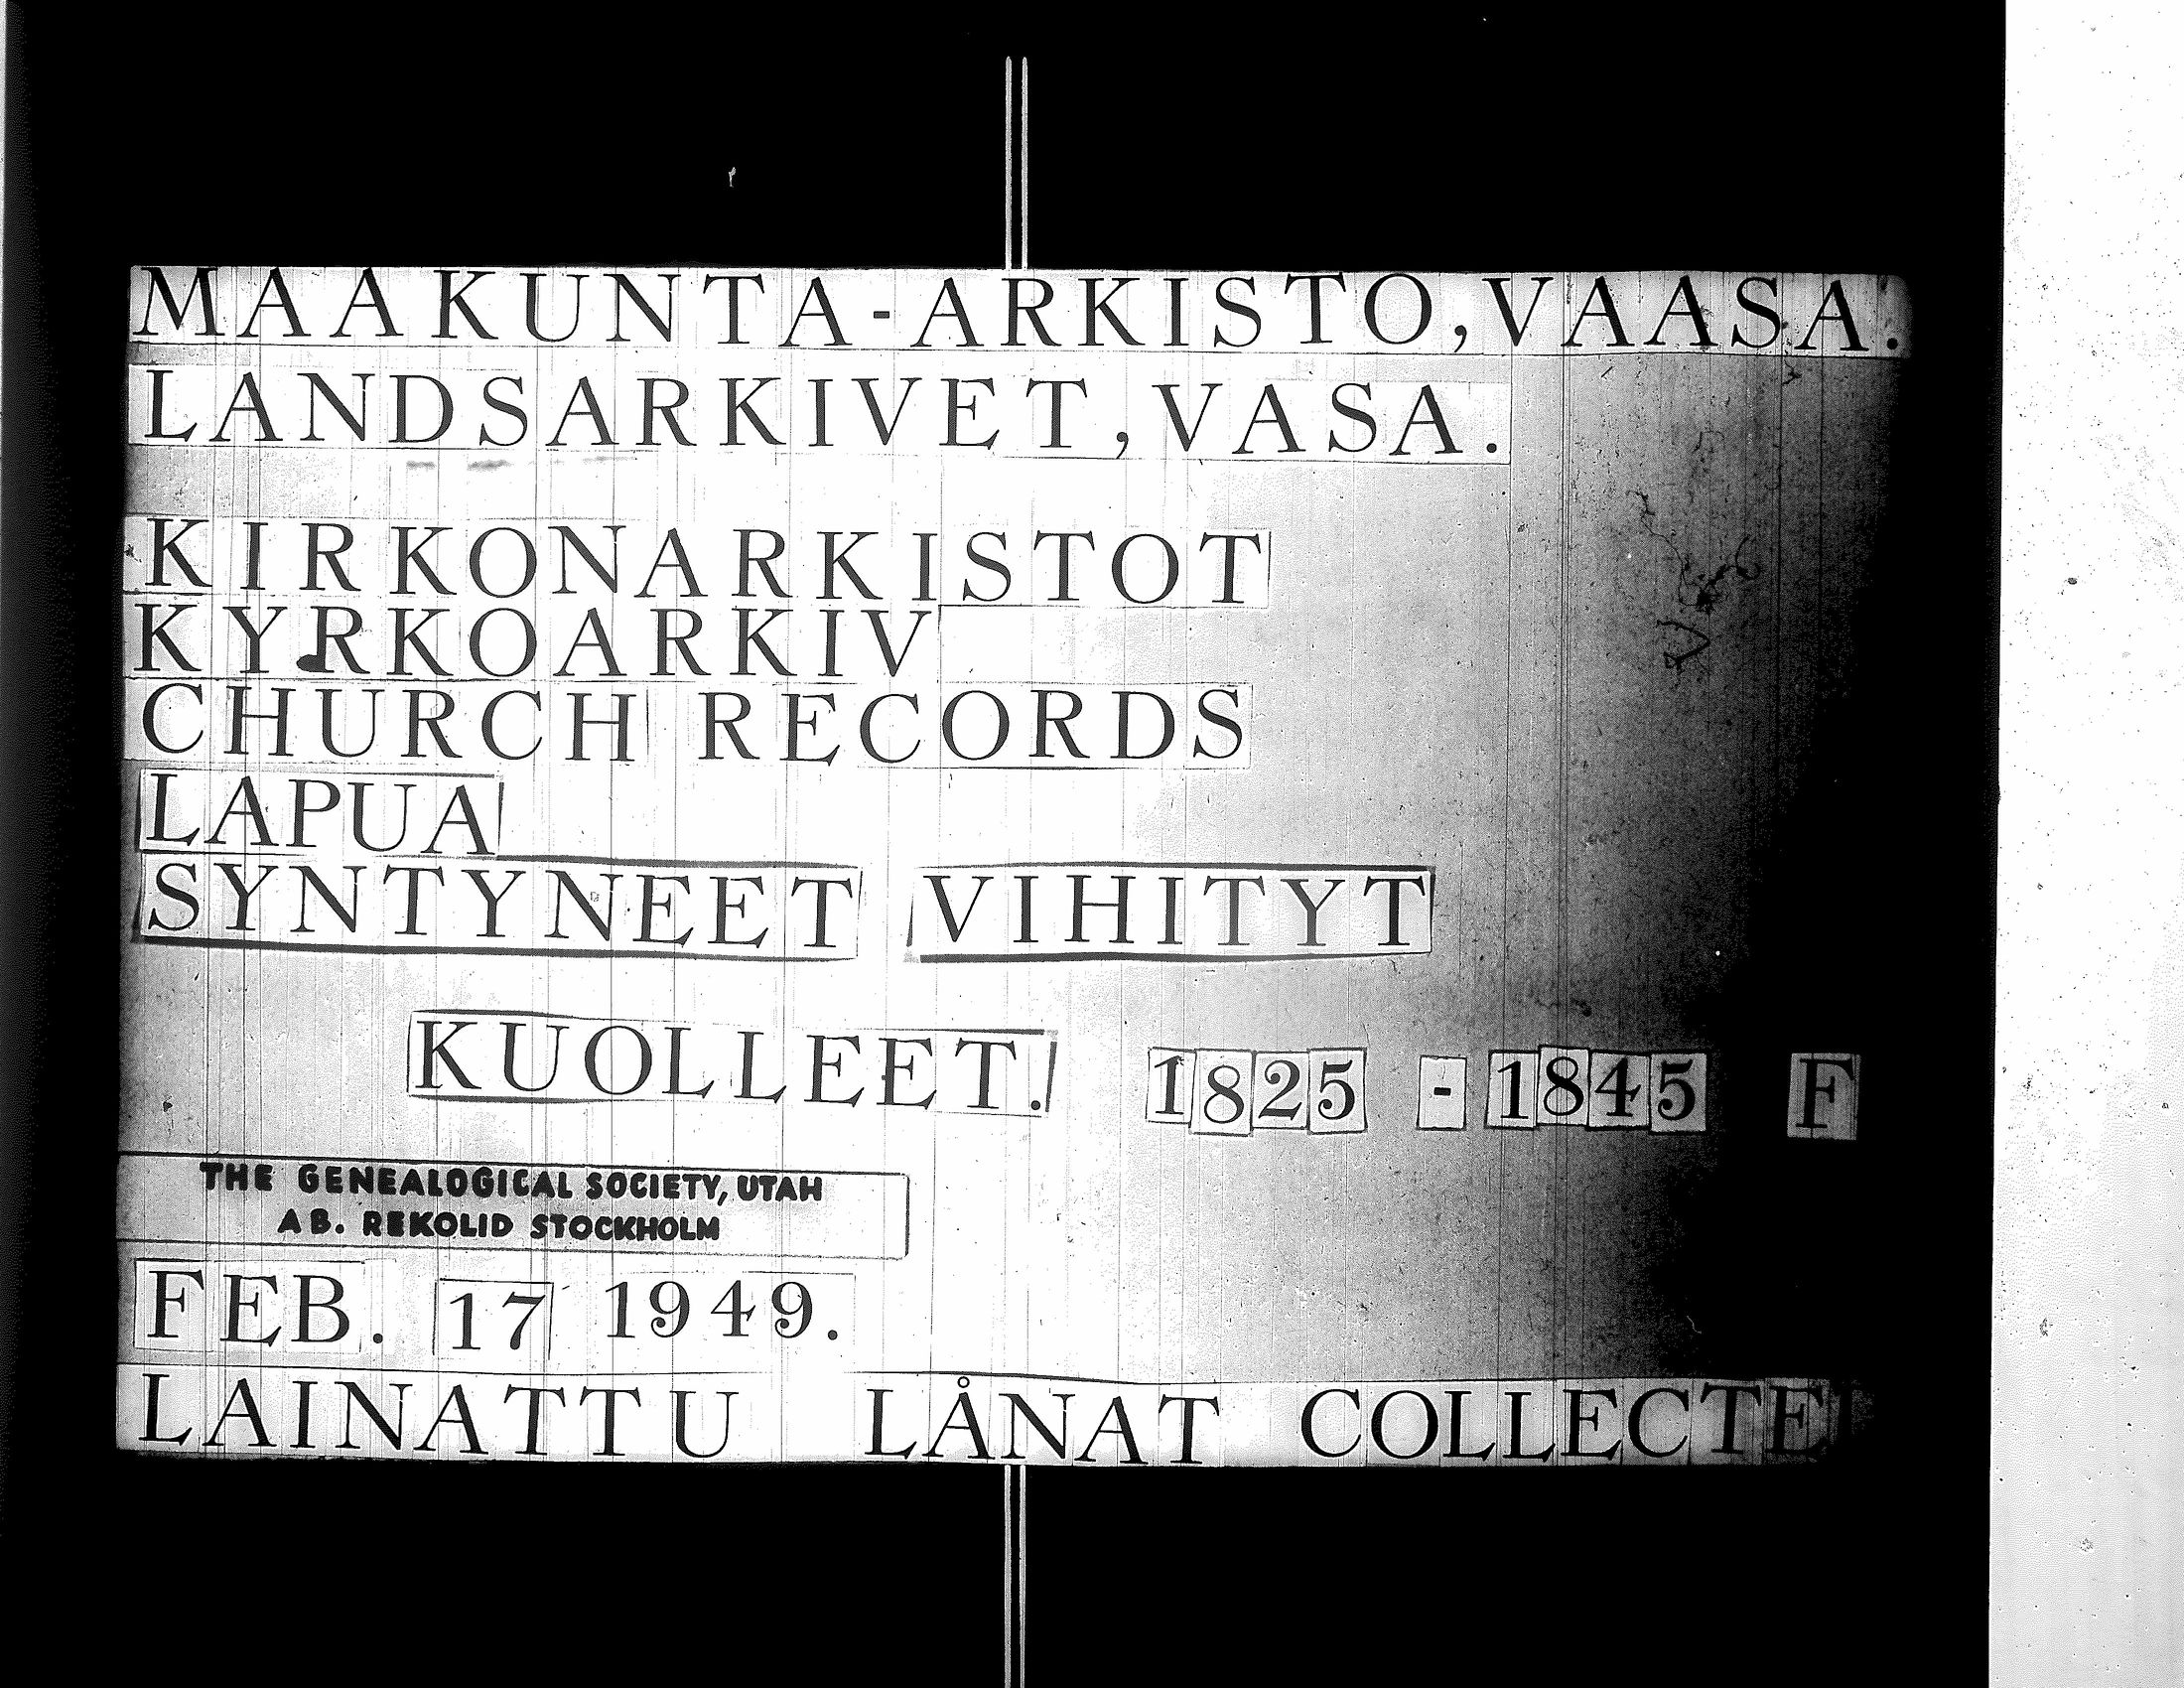 MAAKUNTA-ARKISTO, VAASA.
LANDSARKIVET, VASA.
KIRKONARKISTOT
KYRKOARKIV
CHURCH RECORDS
LAPUA
SYNTYNEET VIHITYT
KUOLLEET. 1825 - 1845 F
THE GENEALOGICAL SOCIETY, UTAH
AB. REKOLID STOCKHOLM
FEB. 17 1949.
LAINATTU LÅNAT